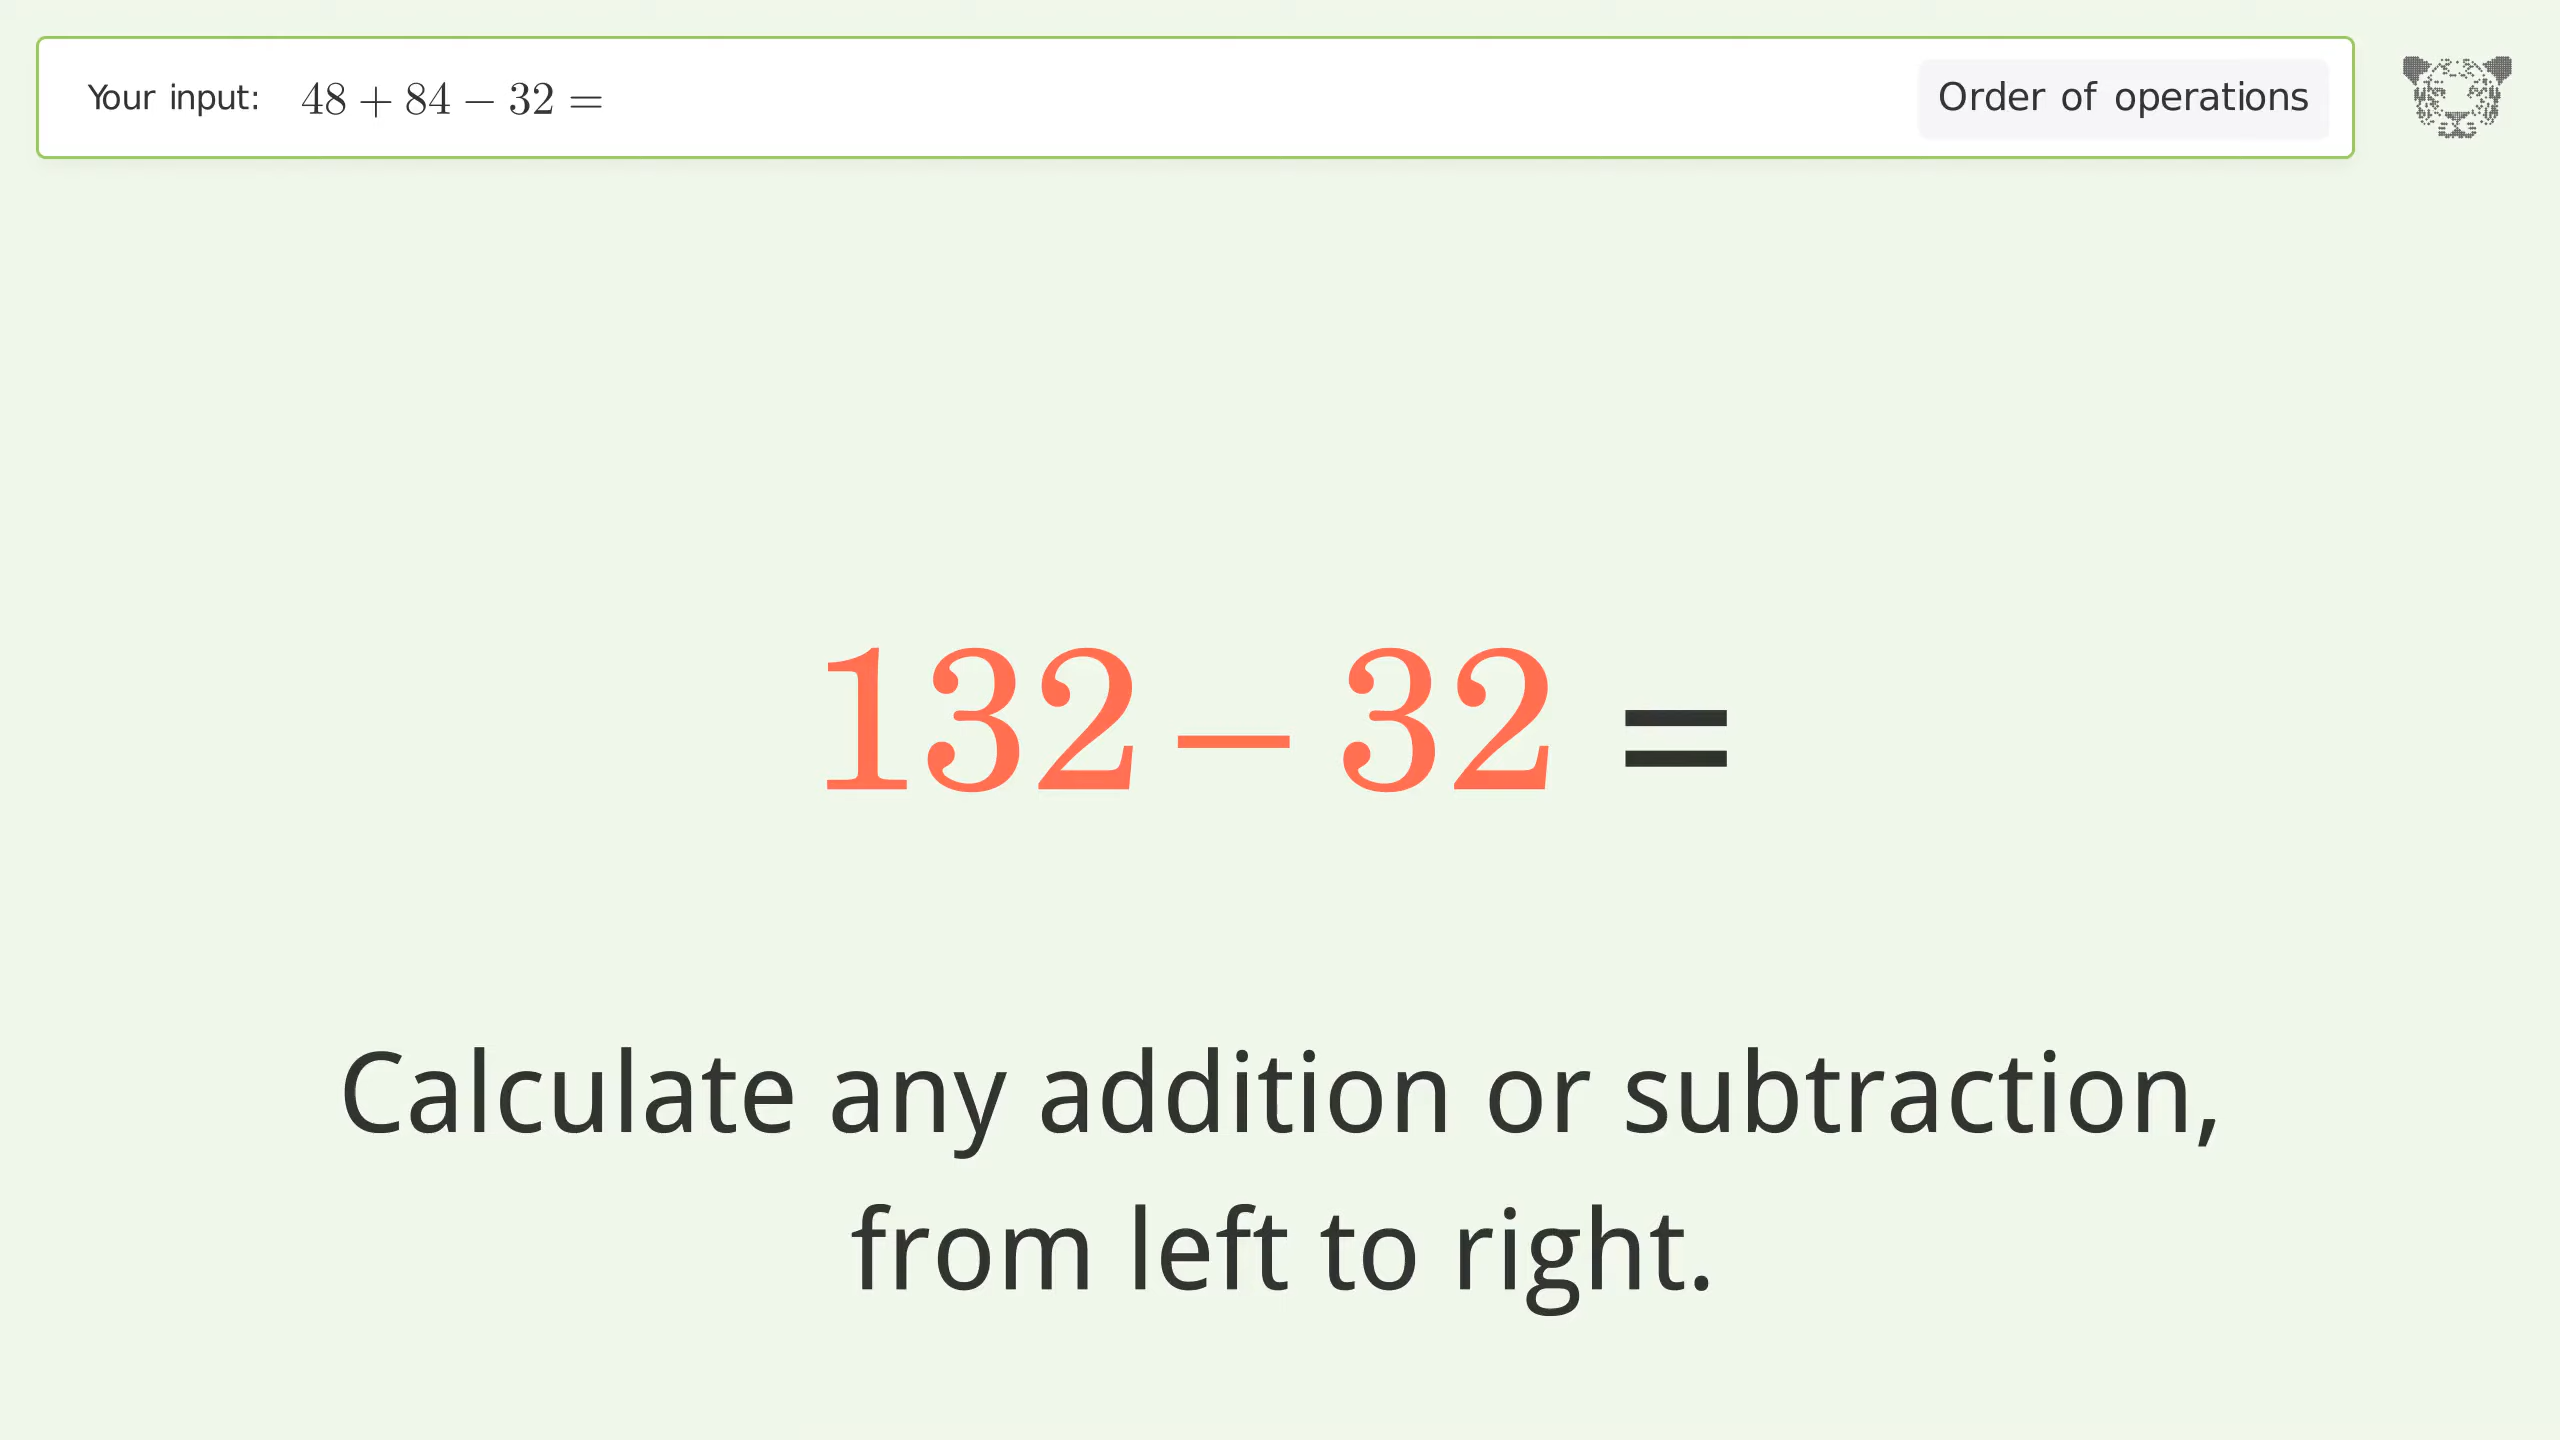 Your input: 48 + 84 − 32 =
Order of operations
132 − 32 =
Calculate any addition or subtraction,
from left to right.